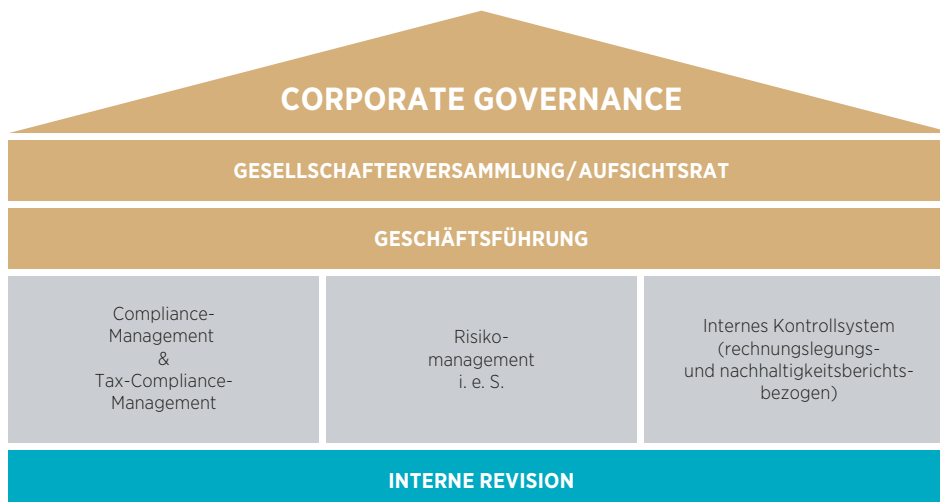 CORPORATE GOVERNANCE
GESELLSCHAFTERVERSAMMLUNG/AUFSICHTSRAT
GESCHÄFTSFÜHRUNG
Compliance-
Management
&
Tax-Compliance-
Management
Risiko-
management
i. e. S.
Internes Kontrollsystem
(rechnungslegungs-
und nachhaltigkeitsberichts-
bezogen)
INTERNE REVISION